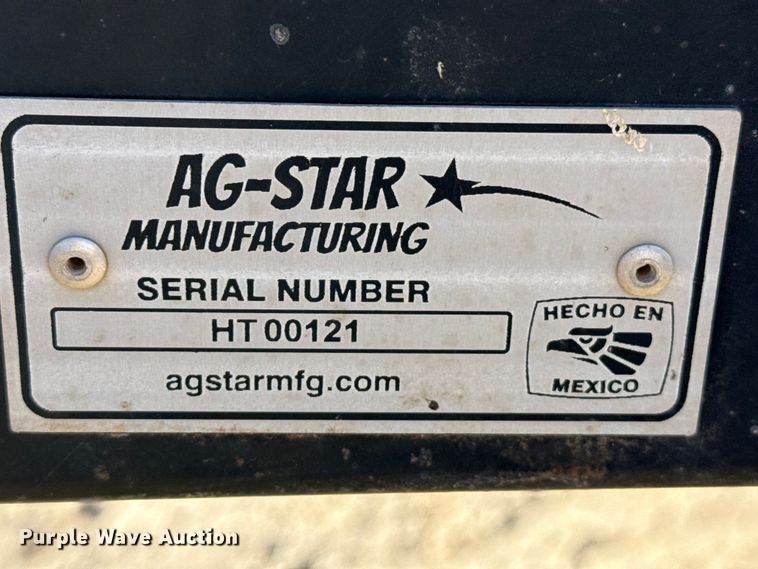 AG-STAR
MANUFACTURING
SERIAL NUMBER
HT 00121
agstarmfg.com
HECHO EN
MEXICO
Purple Wave Auction